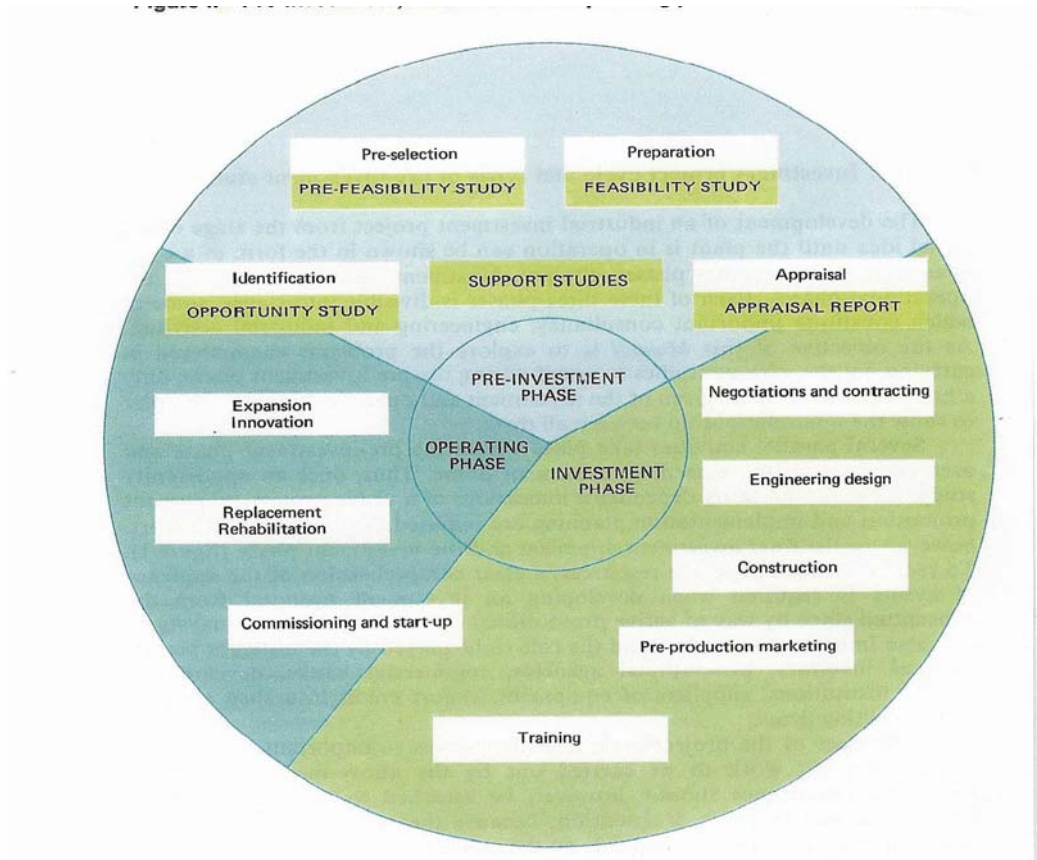 Pre-selection
PRE-FEASIBILITY STUDY
Preparation
FEASIBILITY STUDY
Identification
OPPORTUNITY STUDY
SUPPORT STUDIES
Appraisal
APPRAISAL REPORT
PRE-INVESTMENT
PHASE
OPERATING
PHASE
INVESTMENT
PHASE
Expansion
Innovation
Replacement
Rehabilitation
Commissioning and start-up
Negotiations and contracting
Engineering design
Construction
Pre-production marketing
Training